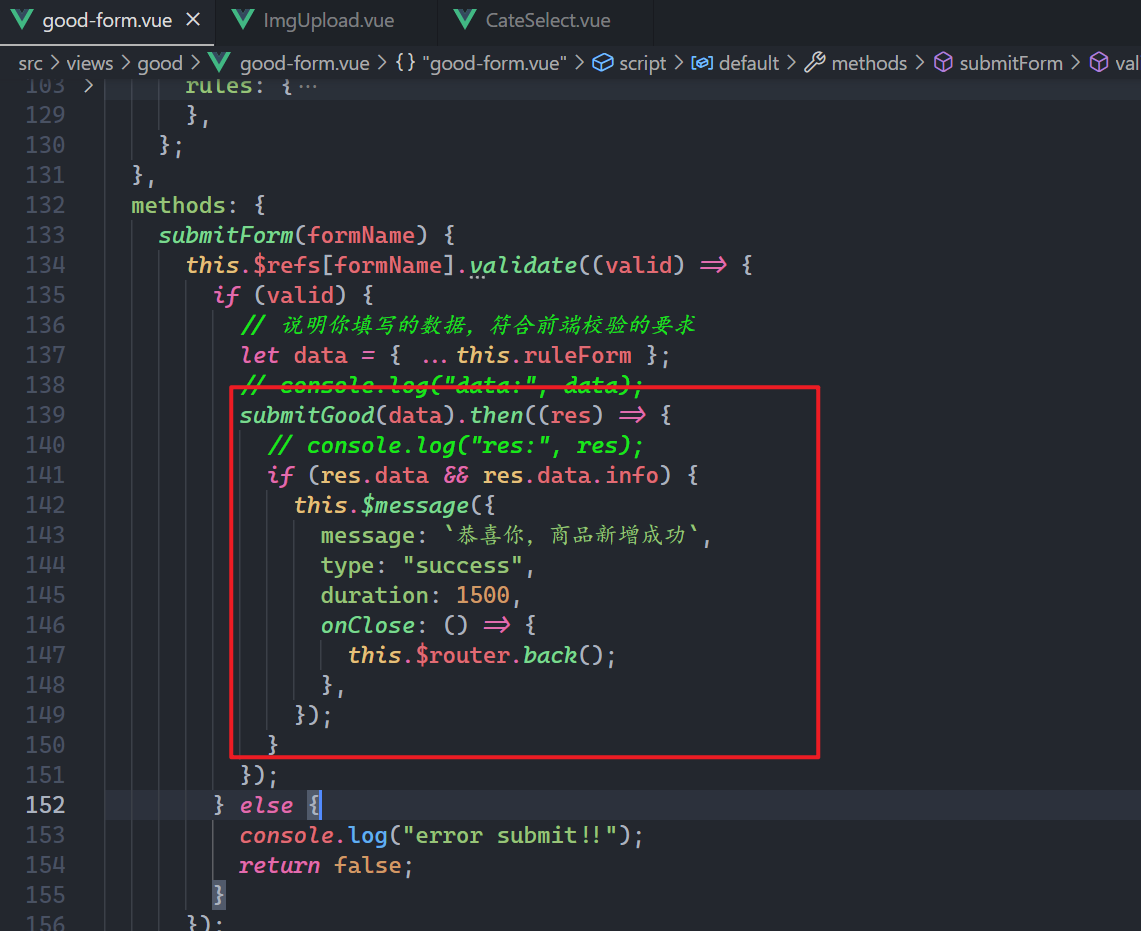 good-form.vue ImgUpload.vue CateSelect.vue
src > views > good > good-form.vue > {} "good-form.vue" > script > default > methods > submitForm > val
103 > rules: {···
129 },
130 };
131 },
132 methods: {
133 submitForm(formName) {
134 this.$refs[formName].validate((valid) => {
135 if (valid) {
136 // 说明你填写的数据，符合前端校验的要求
137 let data = { ...this.ruleForm };
138 // console.log("data:", data);
139 submitGood(data).then((res) => {
140 // console.log("res:", res);
141 if (res.data && res.data.info) {
142 this.$message({
143 message: `恭喜你，商品新增成功`,
144 type: "success",
145 duration: 1500,
146 onClose: () => {
147 this.$router.back();
148 },
149 });
150 }
151 });
152 } else {
153 console.log("error submit!!");
154 return false;
155 }
156 });